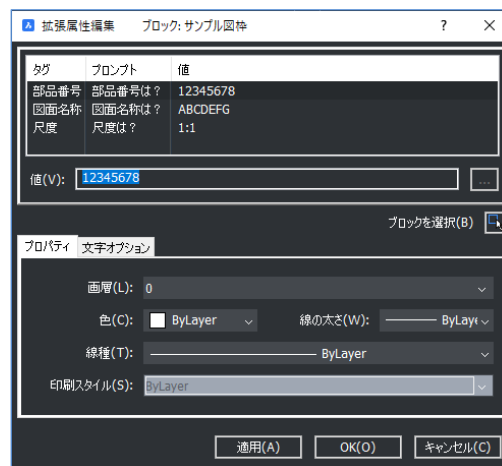 拡張属性編集 ブロック: サンプル図枠 ? ×
タグ プロンプト 値
部品番号 部品番号は? 12345678
図面名称 図面名称は? ABCDEFG
尺度 尺度は? 1:1
値(V): 12345678 ...
ブロックを選択(B)
プロパティ 文字オプション
画層(L): 0
色(C): ByLayer 線の太さ(W): ByLaye
線種(T): ByLayer
印刷スタイル(S): ByLayer
適用(A) OK(O) キャンセル(C)